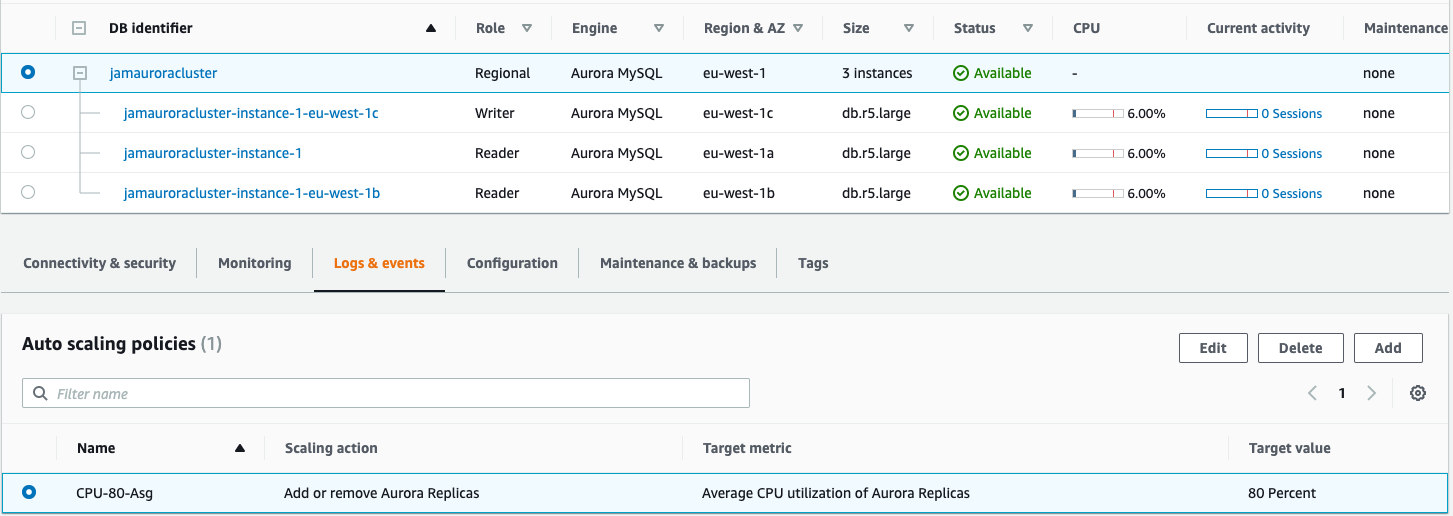 DB identifier Role Engine Region & AZ Size Status CPU Current activity Maintenance
jamauroracluster Regional Aurora MySQL eu-west-1 3 instances Available - none
jamauroracluster-instance-1-eu-west-1c Writer Aurora MySQL eu-west-1c db.r5.large Available 6.00% 0 Sessions none
jamauroracluster-instance-1 Reader Aurora MySQL eu-west-1a db.r5.large Available 6.00% 0 Sessions none
jamauroracluster-instance-1-eu-west-1b Reader Aurora MySQL eu-west-1b db.r5.large Available 6.00% 0 Sessions none
Connectivity & security Monitoring Logs & events Configuration Maintenance & backups Tags
Auto scaling policies (1) Edit Delete Add
Filter name 1
Name Scaling action Target metric Target value
CPU-80-Asg Add or remove Aurora Replicas Average CPU utilization of Aurora Replicas 80 Percent